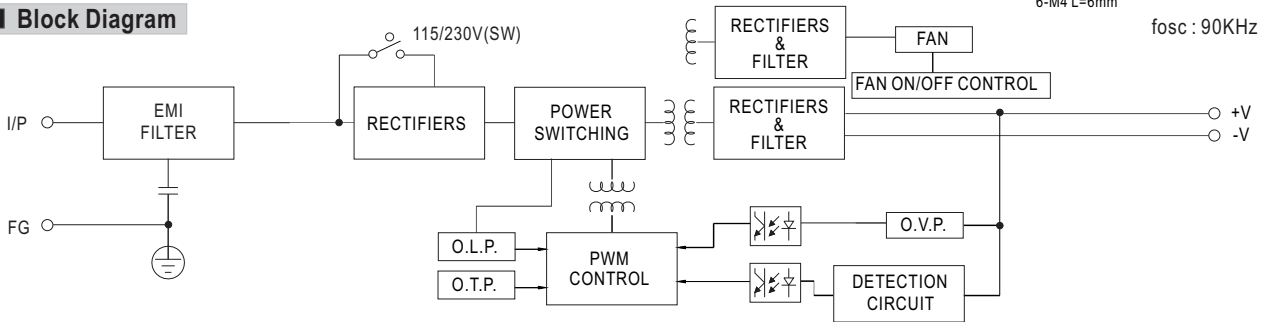 6-M4 L=6mm
Block Diagram
fosc : 90KHz
115/230V(SW)
RECTIFIERS
&
FILTER
FAN
FAN ON/OFF CONTROL
I/P
EMI
FILTER
RECTIFIERS
POWER
SWITCHING
RECTIFIERS
&
FILTER
+V
-V
FG
O.L.P.
O.T.P.
PWM
CONTROL
O.V.P.
DETECTION
CIRCUIT